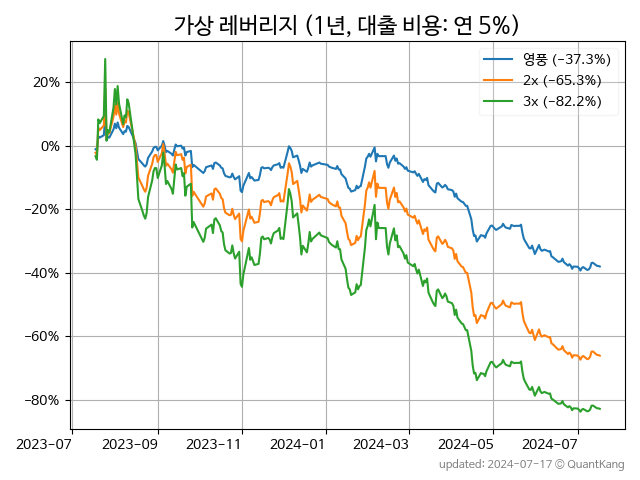 가상 레버리지 (1년, 대출 비용: 연 5%)
영풍 (-37.3%)
2x (-65.3%)
3x (-82.2%)
20%
0%
−20%
−40%
−60%
−80%
2023-07 2023-09 2023-11 2024-01 2024-03 2024-05 2024-07
updated: 2024-07-17 © QuantKang